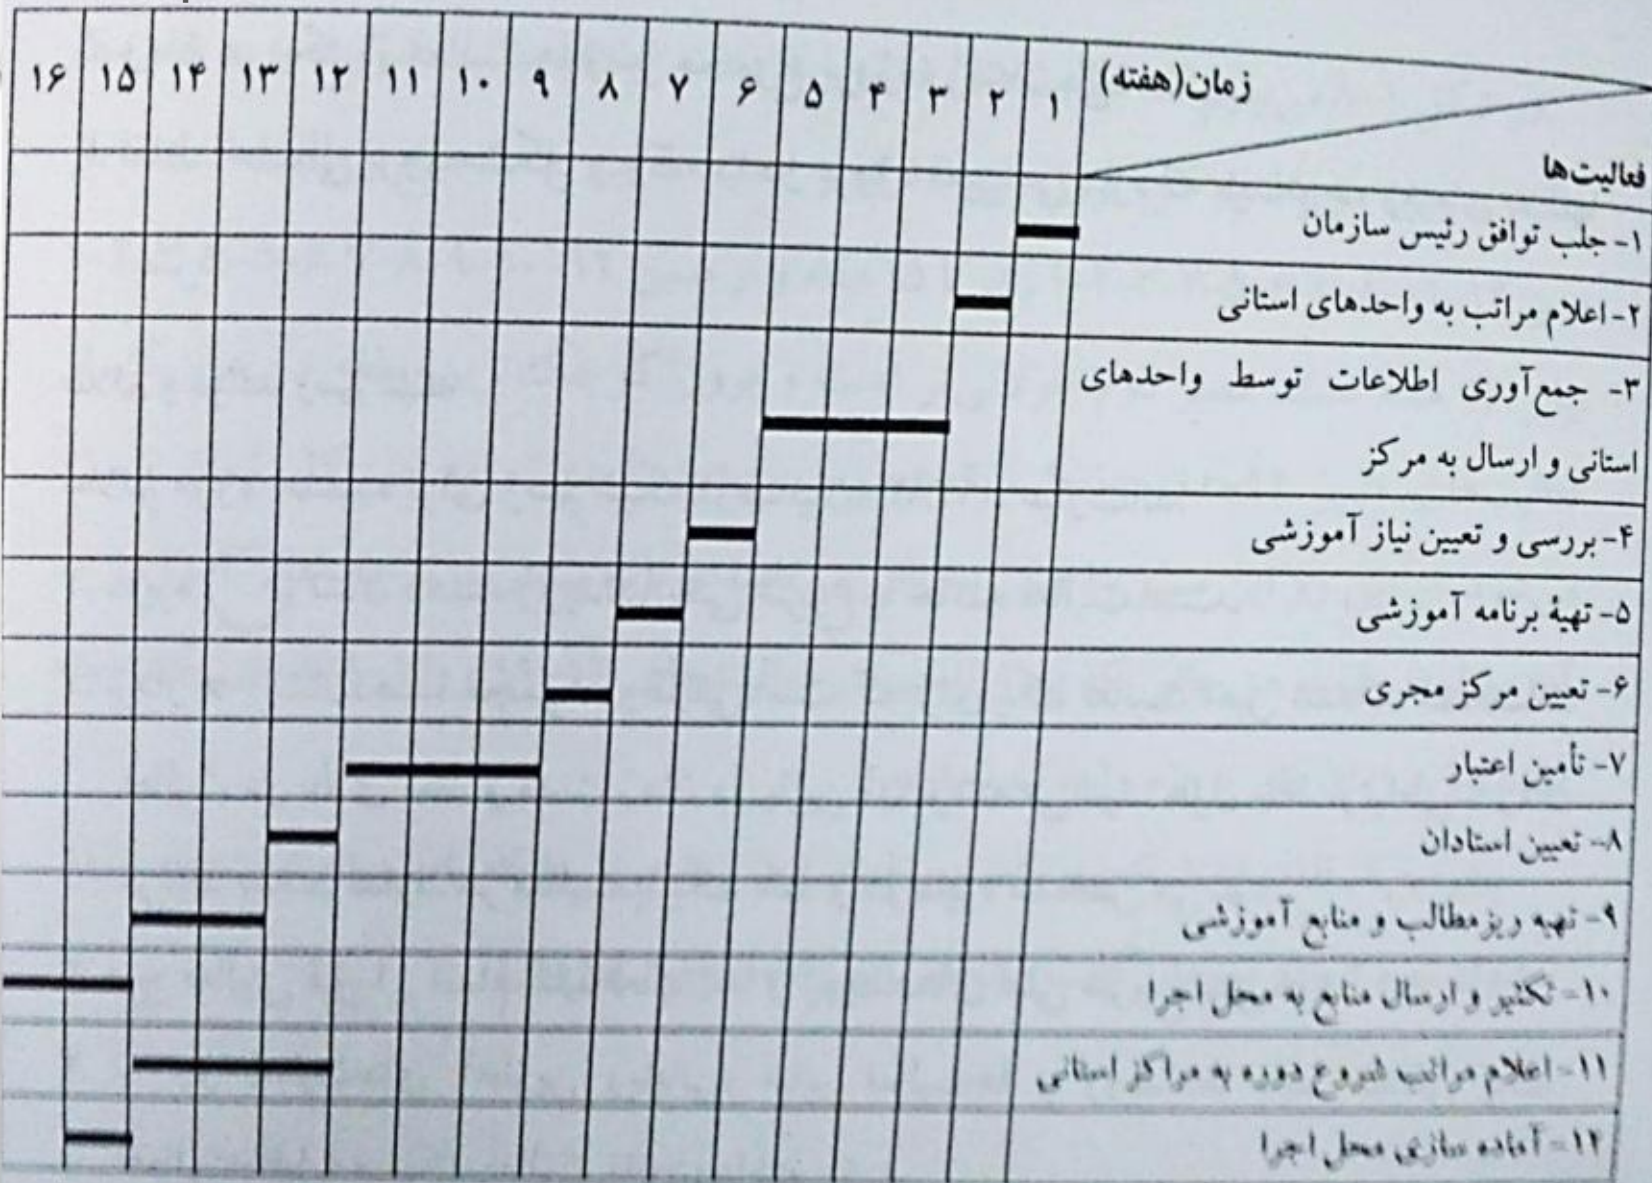 زمان(هفته) ۱ ۲ ۳ ۴ ۵ ۶ ۷ ۸ ۹ ۱۰ ۱۱ ۱۲ ۱۳ ۱۴ ۱۵ ۱۶
فعالیت‌ها
۱- جلب توافق رئیس سازمان
۲- اعلام مراتب به واحدهای استانی
۳- جمع‌آوری اطلاعات توسط واحدهای
استانی و ارسال به مرکز
۴- بررسی و تعیین نیاز آموزشی
۵- تهیهٔ برنامه آموزشی
۶- تعیین مرکز مجری
۷- تأمین اعتبار
۸- تعیین استادان
۹- تهیه ریزمطالب و منابع آموزشی
۱۰- تکثیر و ارسال منابع به محل اجرا
۱۱- اعلام مراتب شروع دوره به مراکز استانی
۱۲- آماده سازی محل اجرا